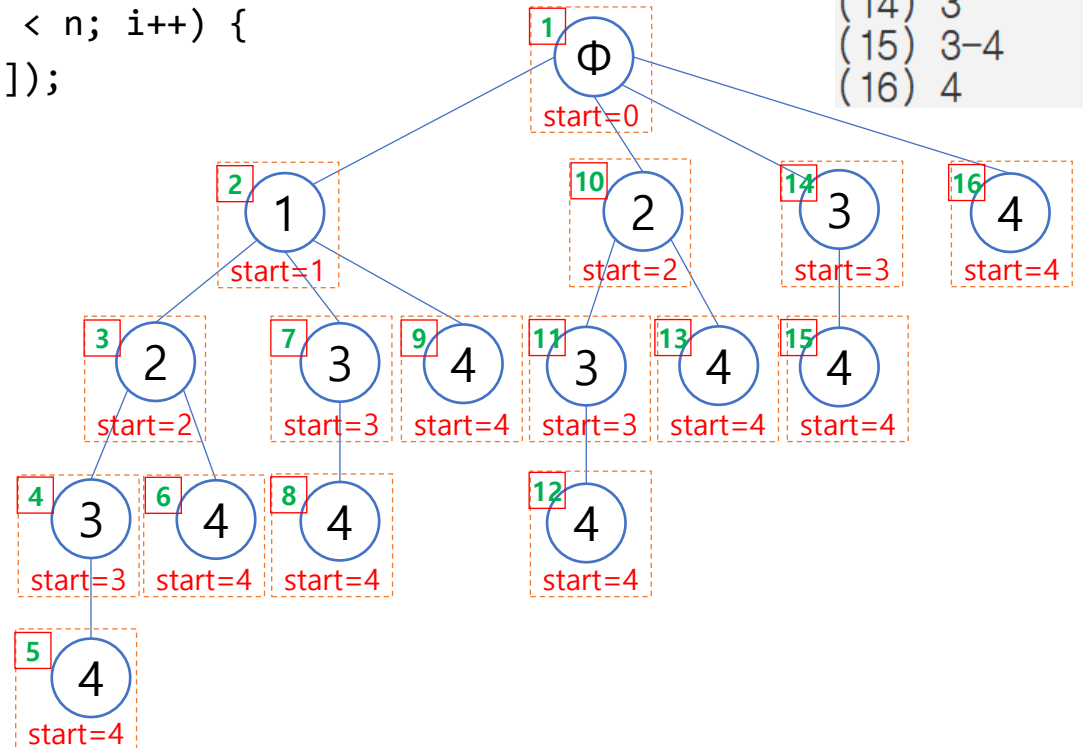 < n; i++) {
]);
(14) 3
(15) 3-4
(16) 4
1
Φ
start=0
2
1
start=1
10
2
start=2
14
3
start=3
16
4
start=4
3
2
start=2
7
3
start=3
9
4
start=4
11
3
start=3
13
4
start=4
15
4
start=4
4
3
start=3
6
4
start=4
8
4
start=4
12
4
start=4
5
4
start=4